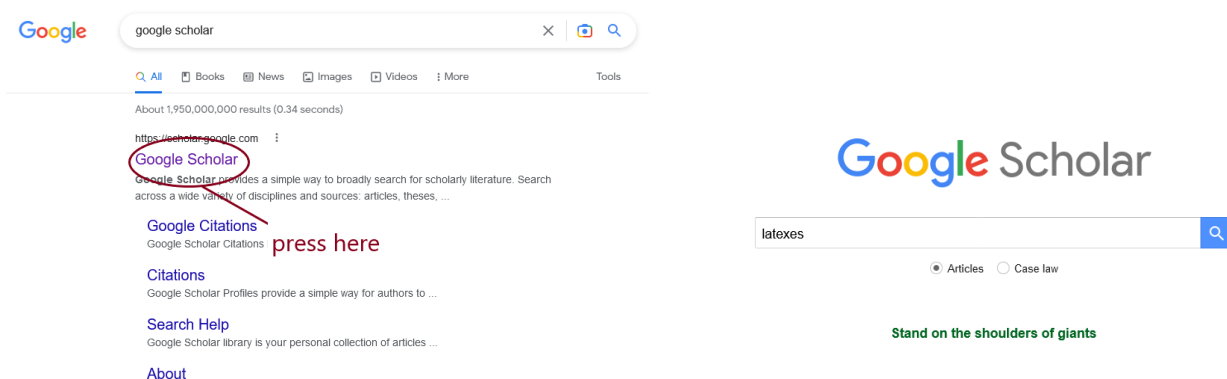 Google
google scholar
All Books News Images Videos More Tools
About 1,950,000,000 results (0.34 seconds)
https://scholar.google.com
Google Scholar
Google Scholar provides a simple way to broadly search for scholarly literature. Search
across a wide variety of disciplines and sources: articles, theses, ...
Google Citations
Google Scholar Citations
press here
Citations
Google Scholar Profiles provide a simple way for authors to ...
Search Help
Google Scholar library is your personal collection of articles ...
About
Google Scholar
latexes
Articles Case law
Stand on the shoulders of giants